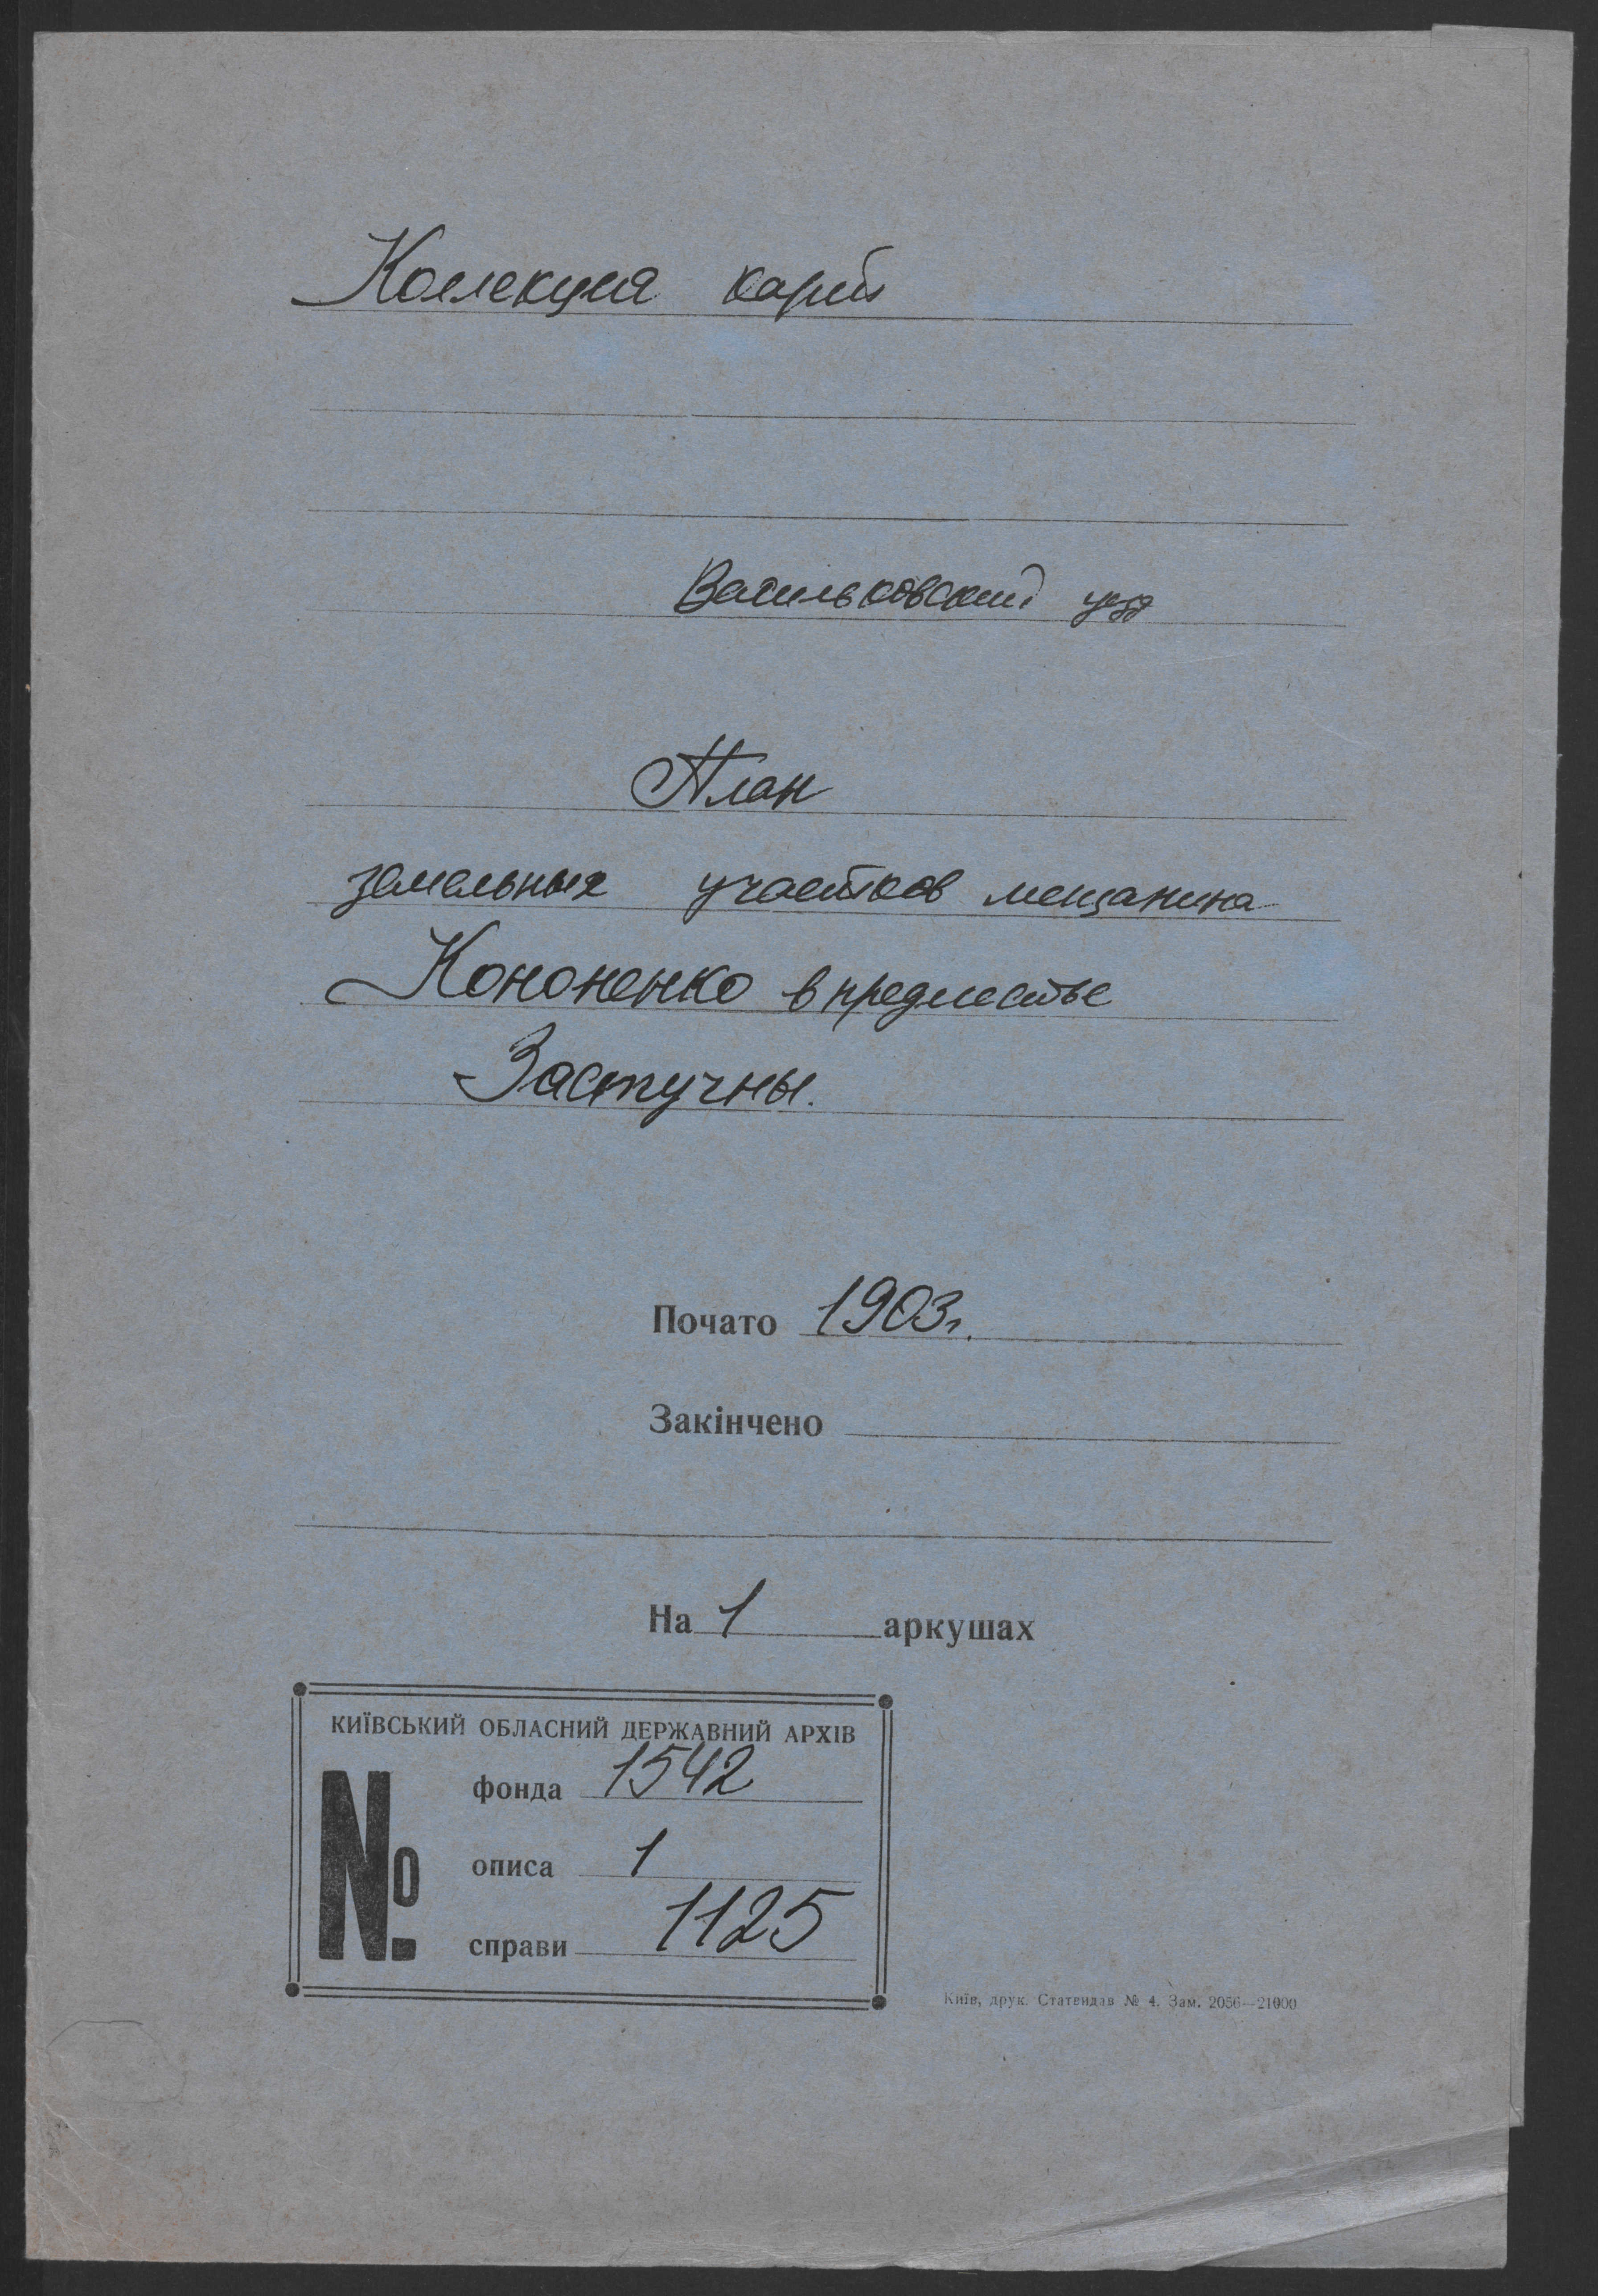 Коллекция карт
Васильковский уезд
План
земельных участков мещанина
Кононенко в предместье
Застучны.
Почато 1903 г.
Закінчено
На 1 аркушах
КИЇВСЬКИЙ ОБЛАСНИЙ ДЕРЖАВНИЙ АРХІВ
№
фонда 1542
описа 1
справи 1125
Київ, друк. Статвидав № 4. Зам. 2056—21000